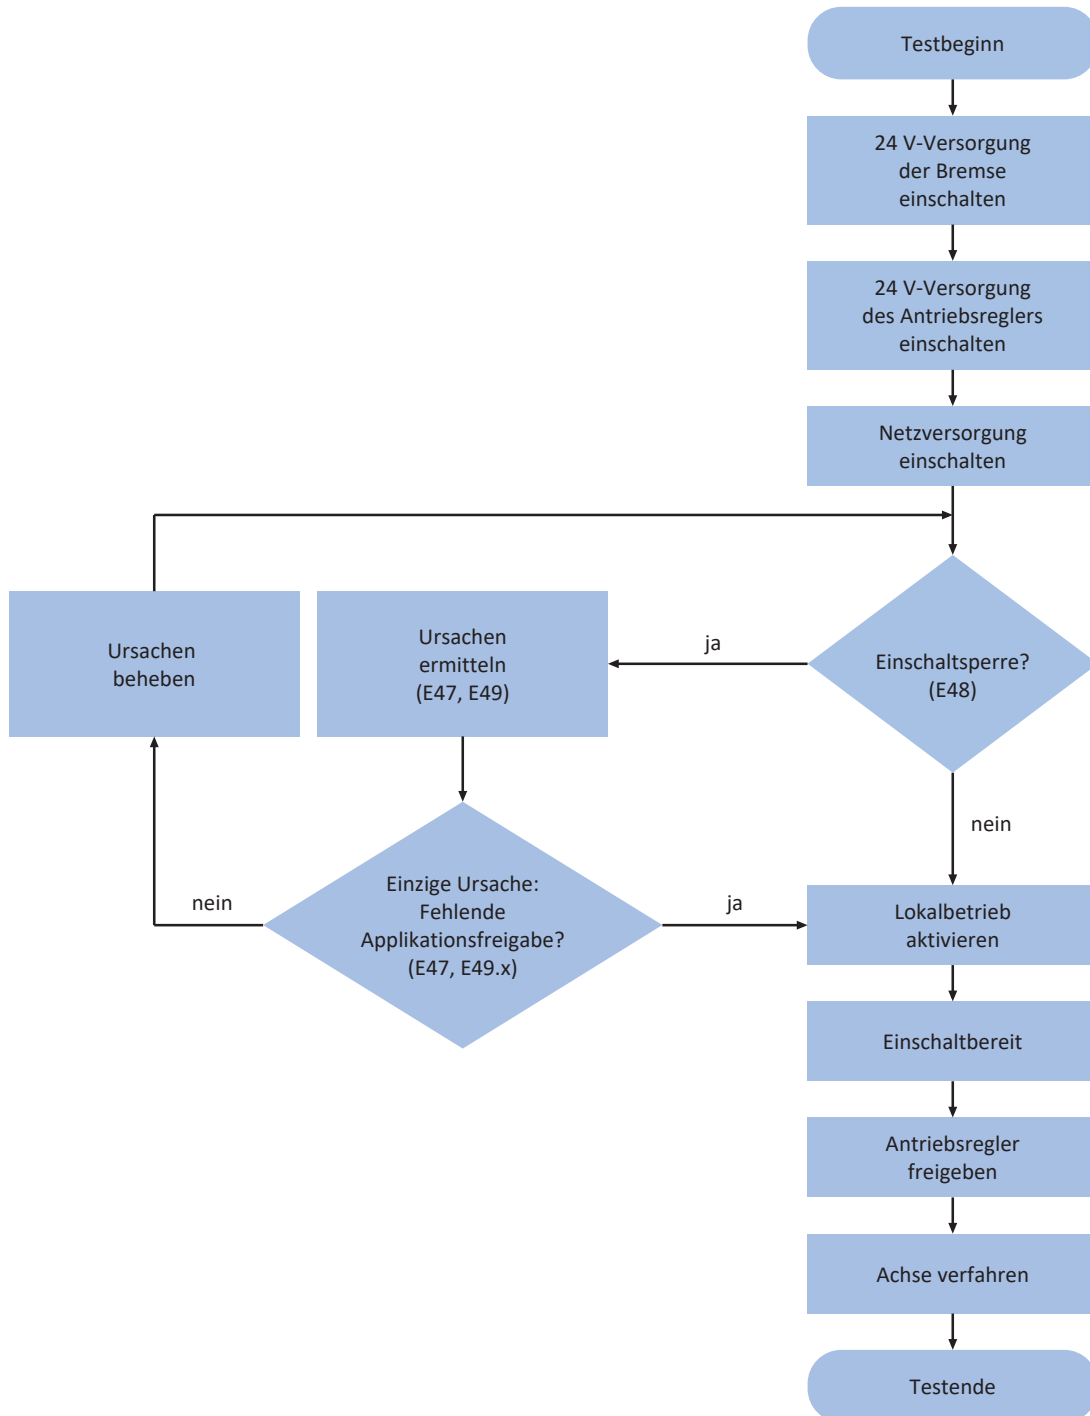 Testbeginn
24 V-Versorgung
der Bremse
einschalten
24 V-Versorgung
des Antriebsreglers
einschalten
Netzversorgung
einschalten
Einschaltsperre?
(E48)
ja
Ursachen
ermitteln
(E47, E49)
Ursachen
beheben
nein
Einzige Ursache:
Fehlende
Applikationsfreigabe?
(E47, E49.x)
nein
ja
Lokalbetrieb
aktivieren
Einschaltbereit
Antriebsregler
freigeben
Achse verfahren
Testende